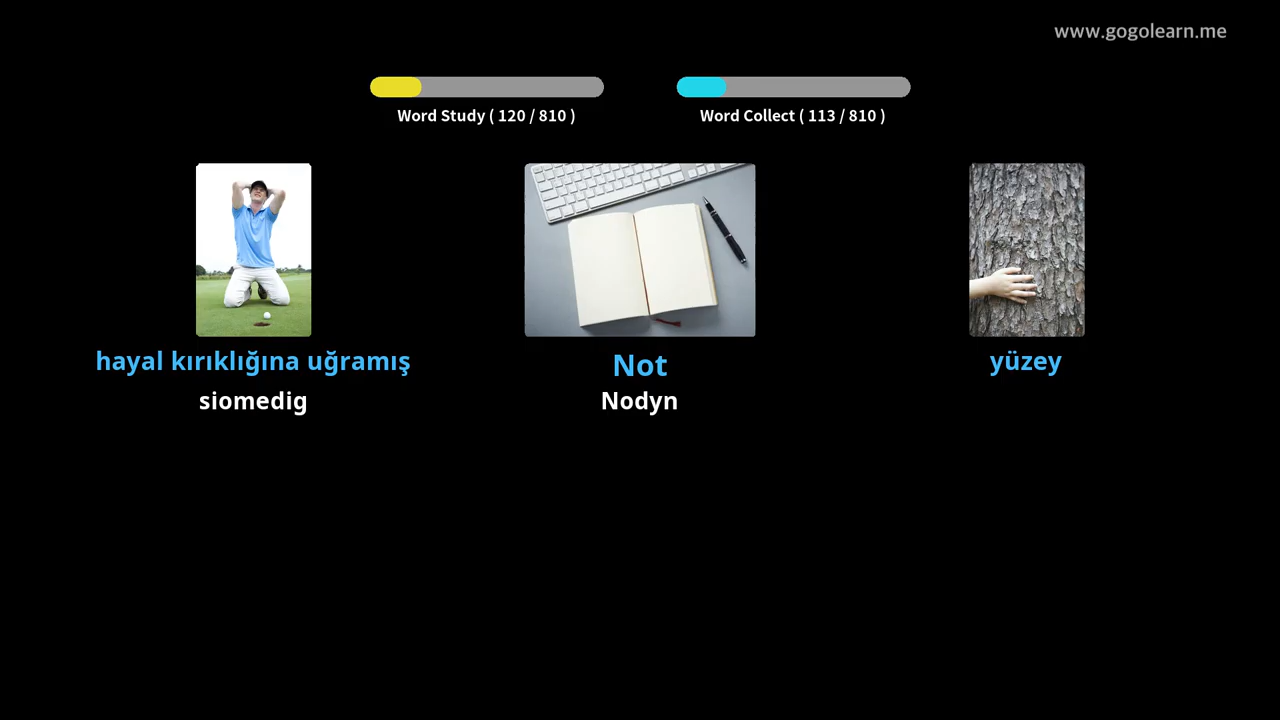 www.gogolearn.me
Word Study ( 120 / 810 )
Word Collect ( 113 / 810 )
hayal kırıklığına uğramış
siomedig
Not
Nodyn
yüzey